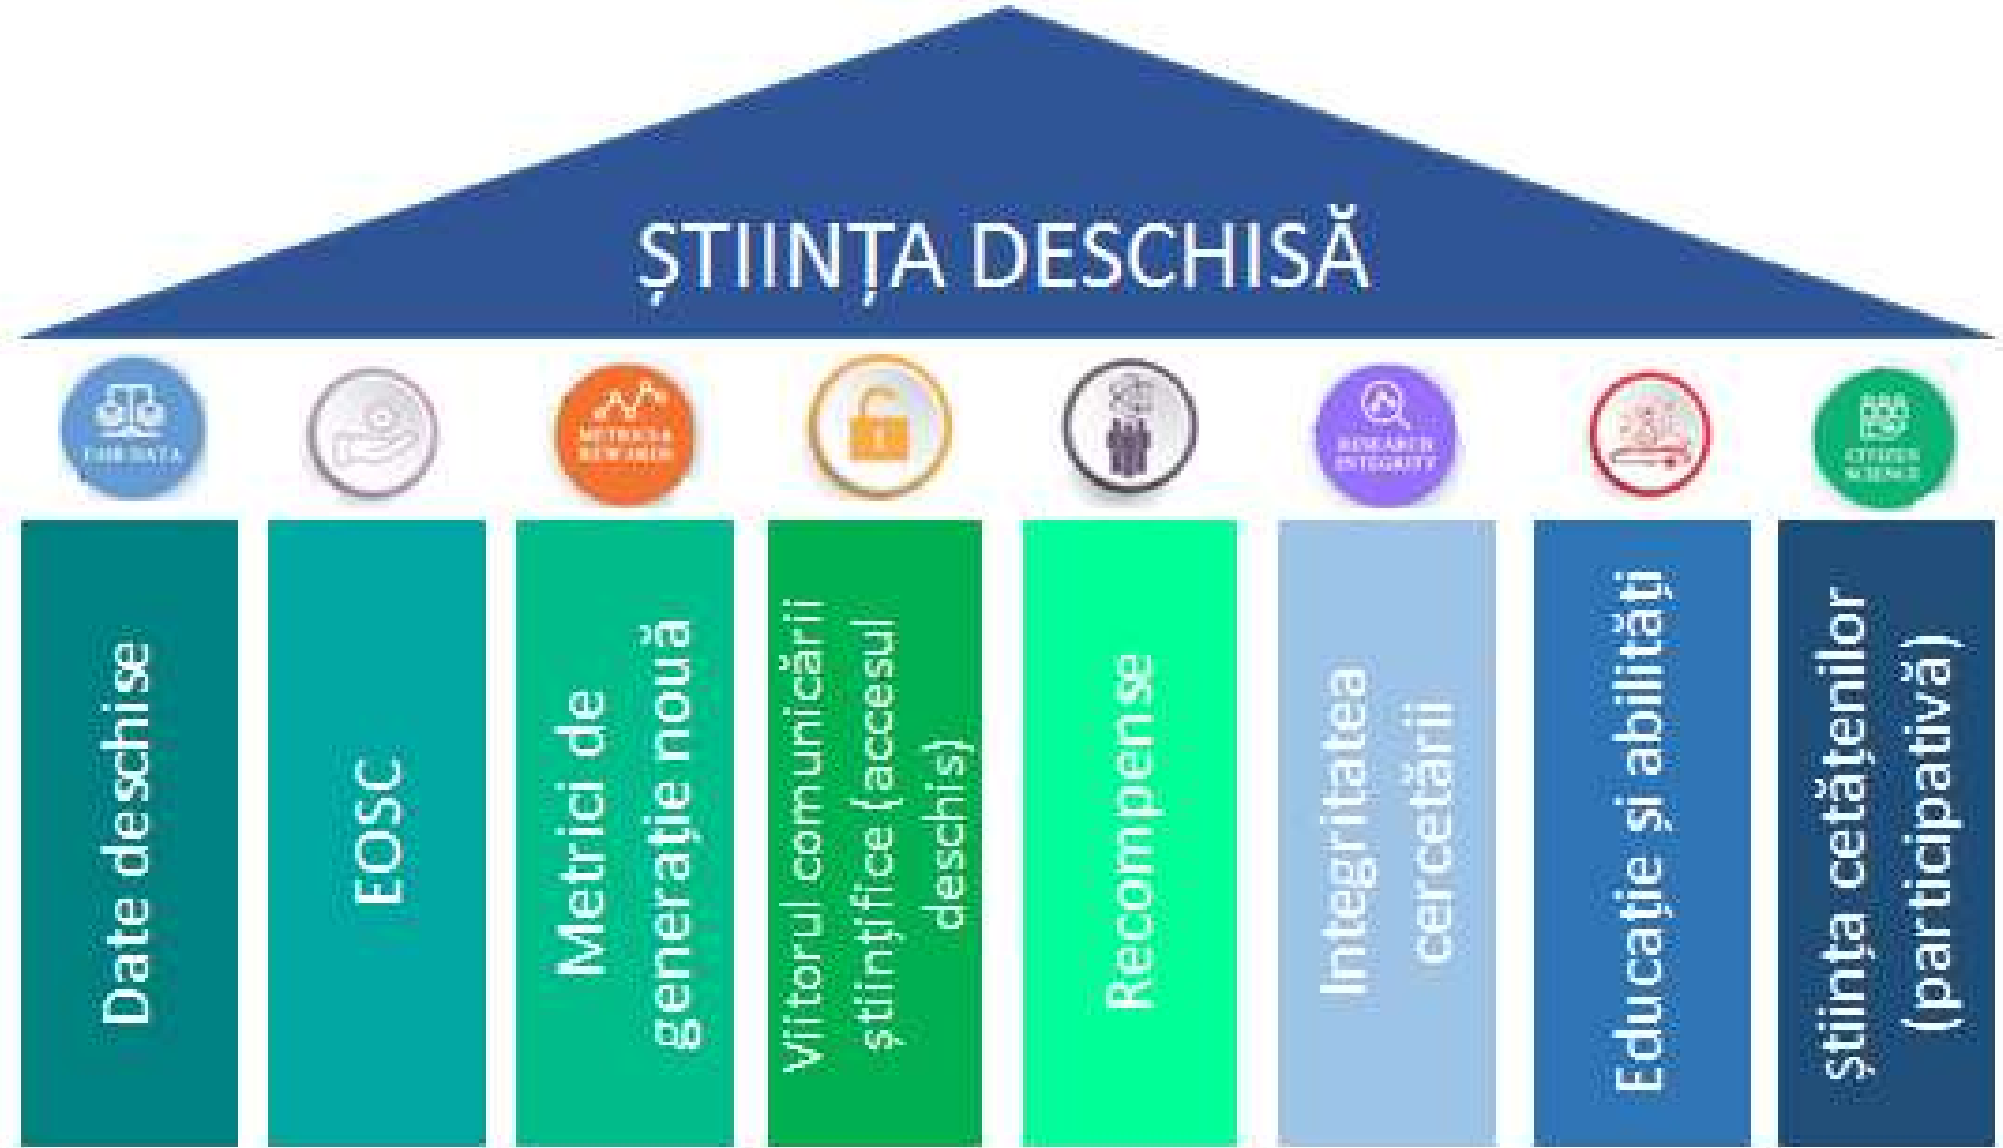 ȘTIINȚA DESCHISĂ
FAIR DATA
METRICS &
REWARDS
RESEARCH
INTEGRITY
CITIZEN
SCIENCE
Date deschise
EOSC
Metrici de
generație nouă
Viitorul comunicării
științifice (accesul
deschis)
Recompense
Integritatea
cercetării
Educație și abilități
știința cetățenilor
(participativă)